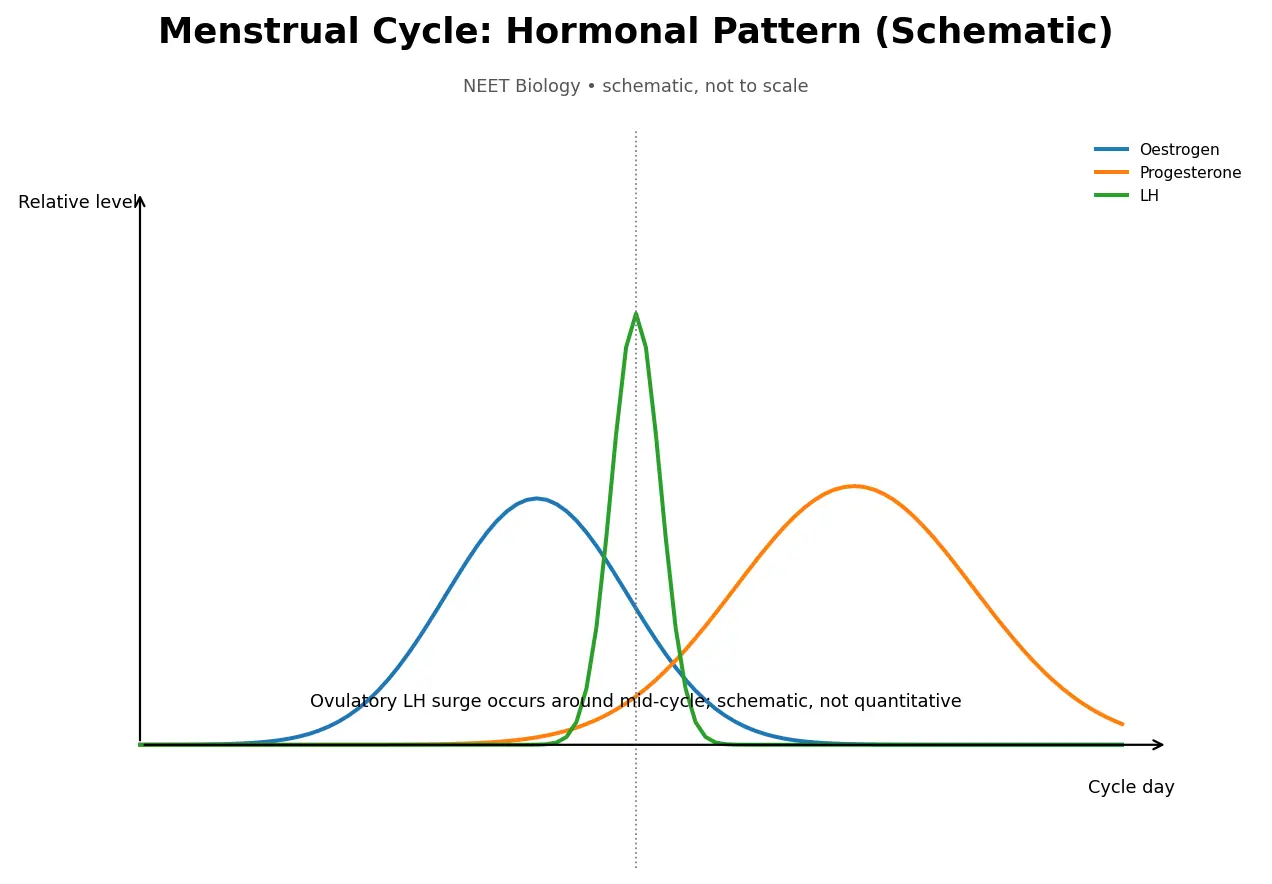 Menstrual Cycle: Hormonal Pattern (Schematic)
NEET Biology • schematic, not to scale
Oestrogen
Progesterone
LH
Relative level
Ovulatory LH surge occurs around mid-cycle; schematic, not quantitative
Cycle day